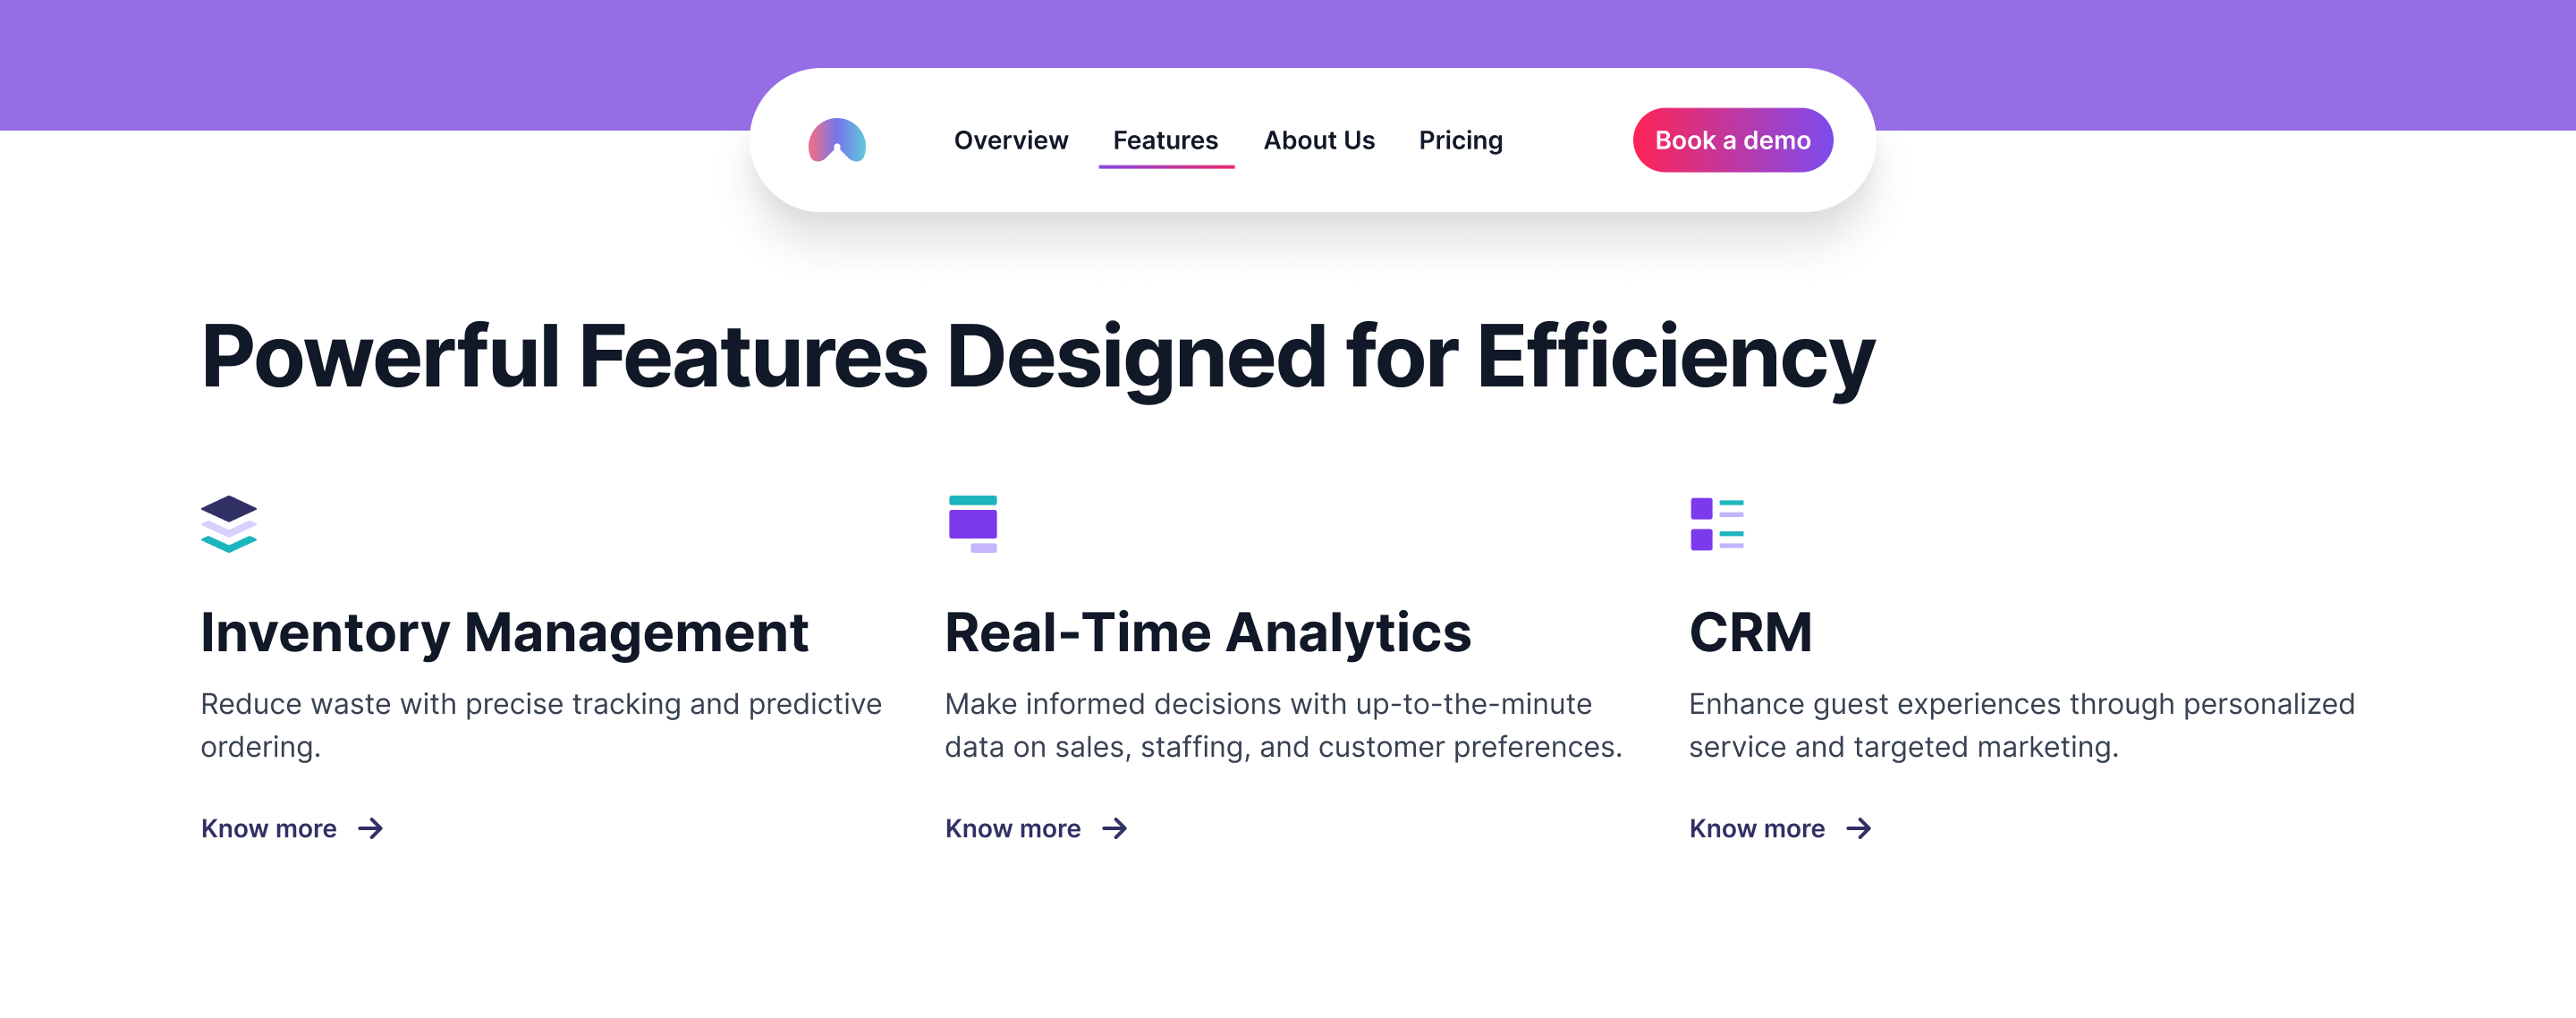 Overview Features About Us Pricing Book a demo
Powerful Features Designed for Efficiency
Inventory Management
Reduce waste with precise tracking and predictive
ordering.
Know more
Real-Time Analytics
Make informed decisions with up-to-the-minute
data on sales, staffing, and customer preferences.
Know more
CRM
Enhance guest experiences through personalized
service and targeted marketing.
Know more